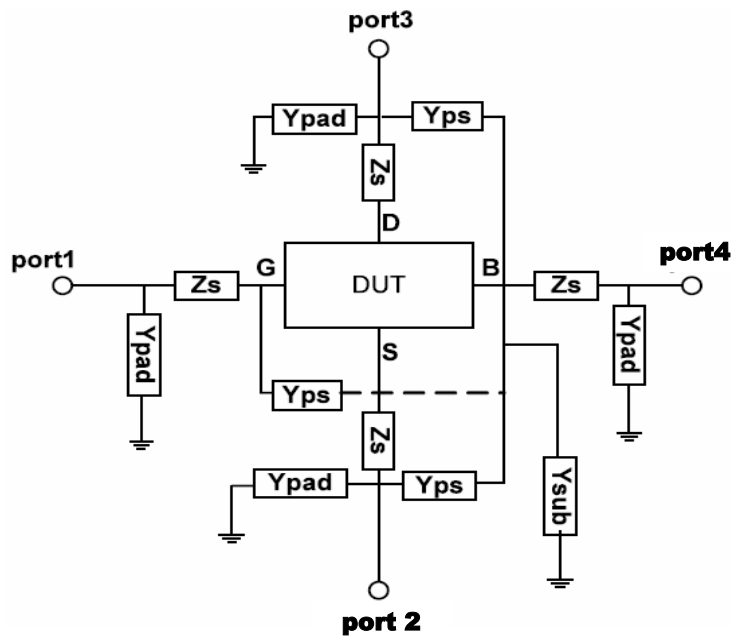 port3
Ypad
Yps
Zs
D
port1
Zs
G
DUT
B
Zs
port4
Ypad
S
Ypad
Yps
Zs
Ypad
Yps
Ysub
port 2